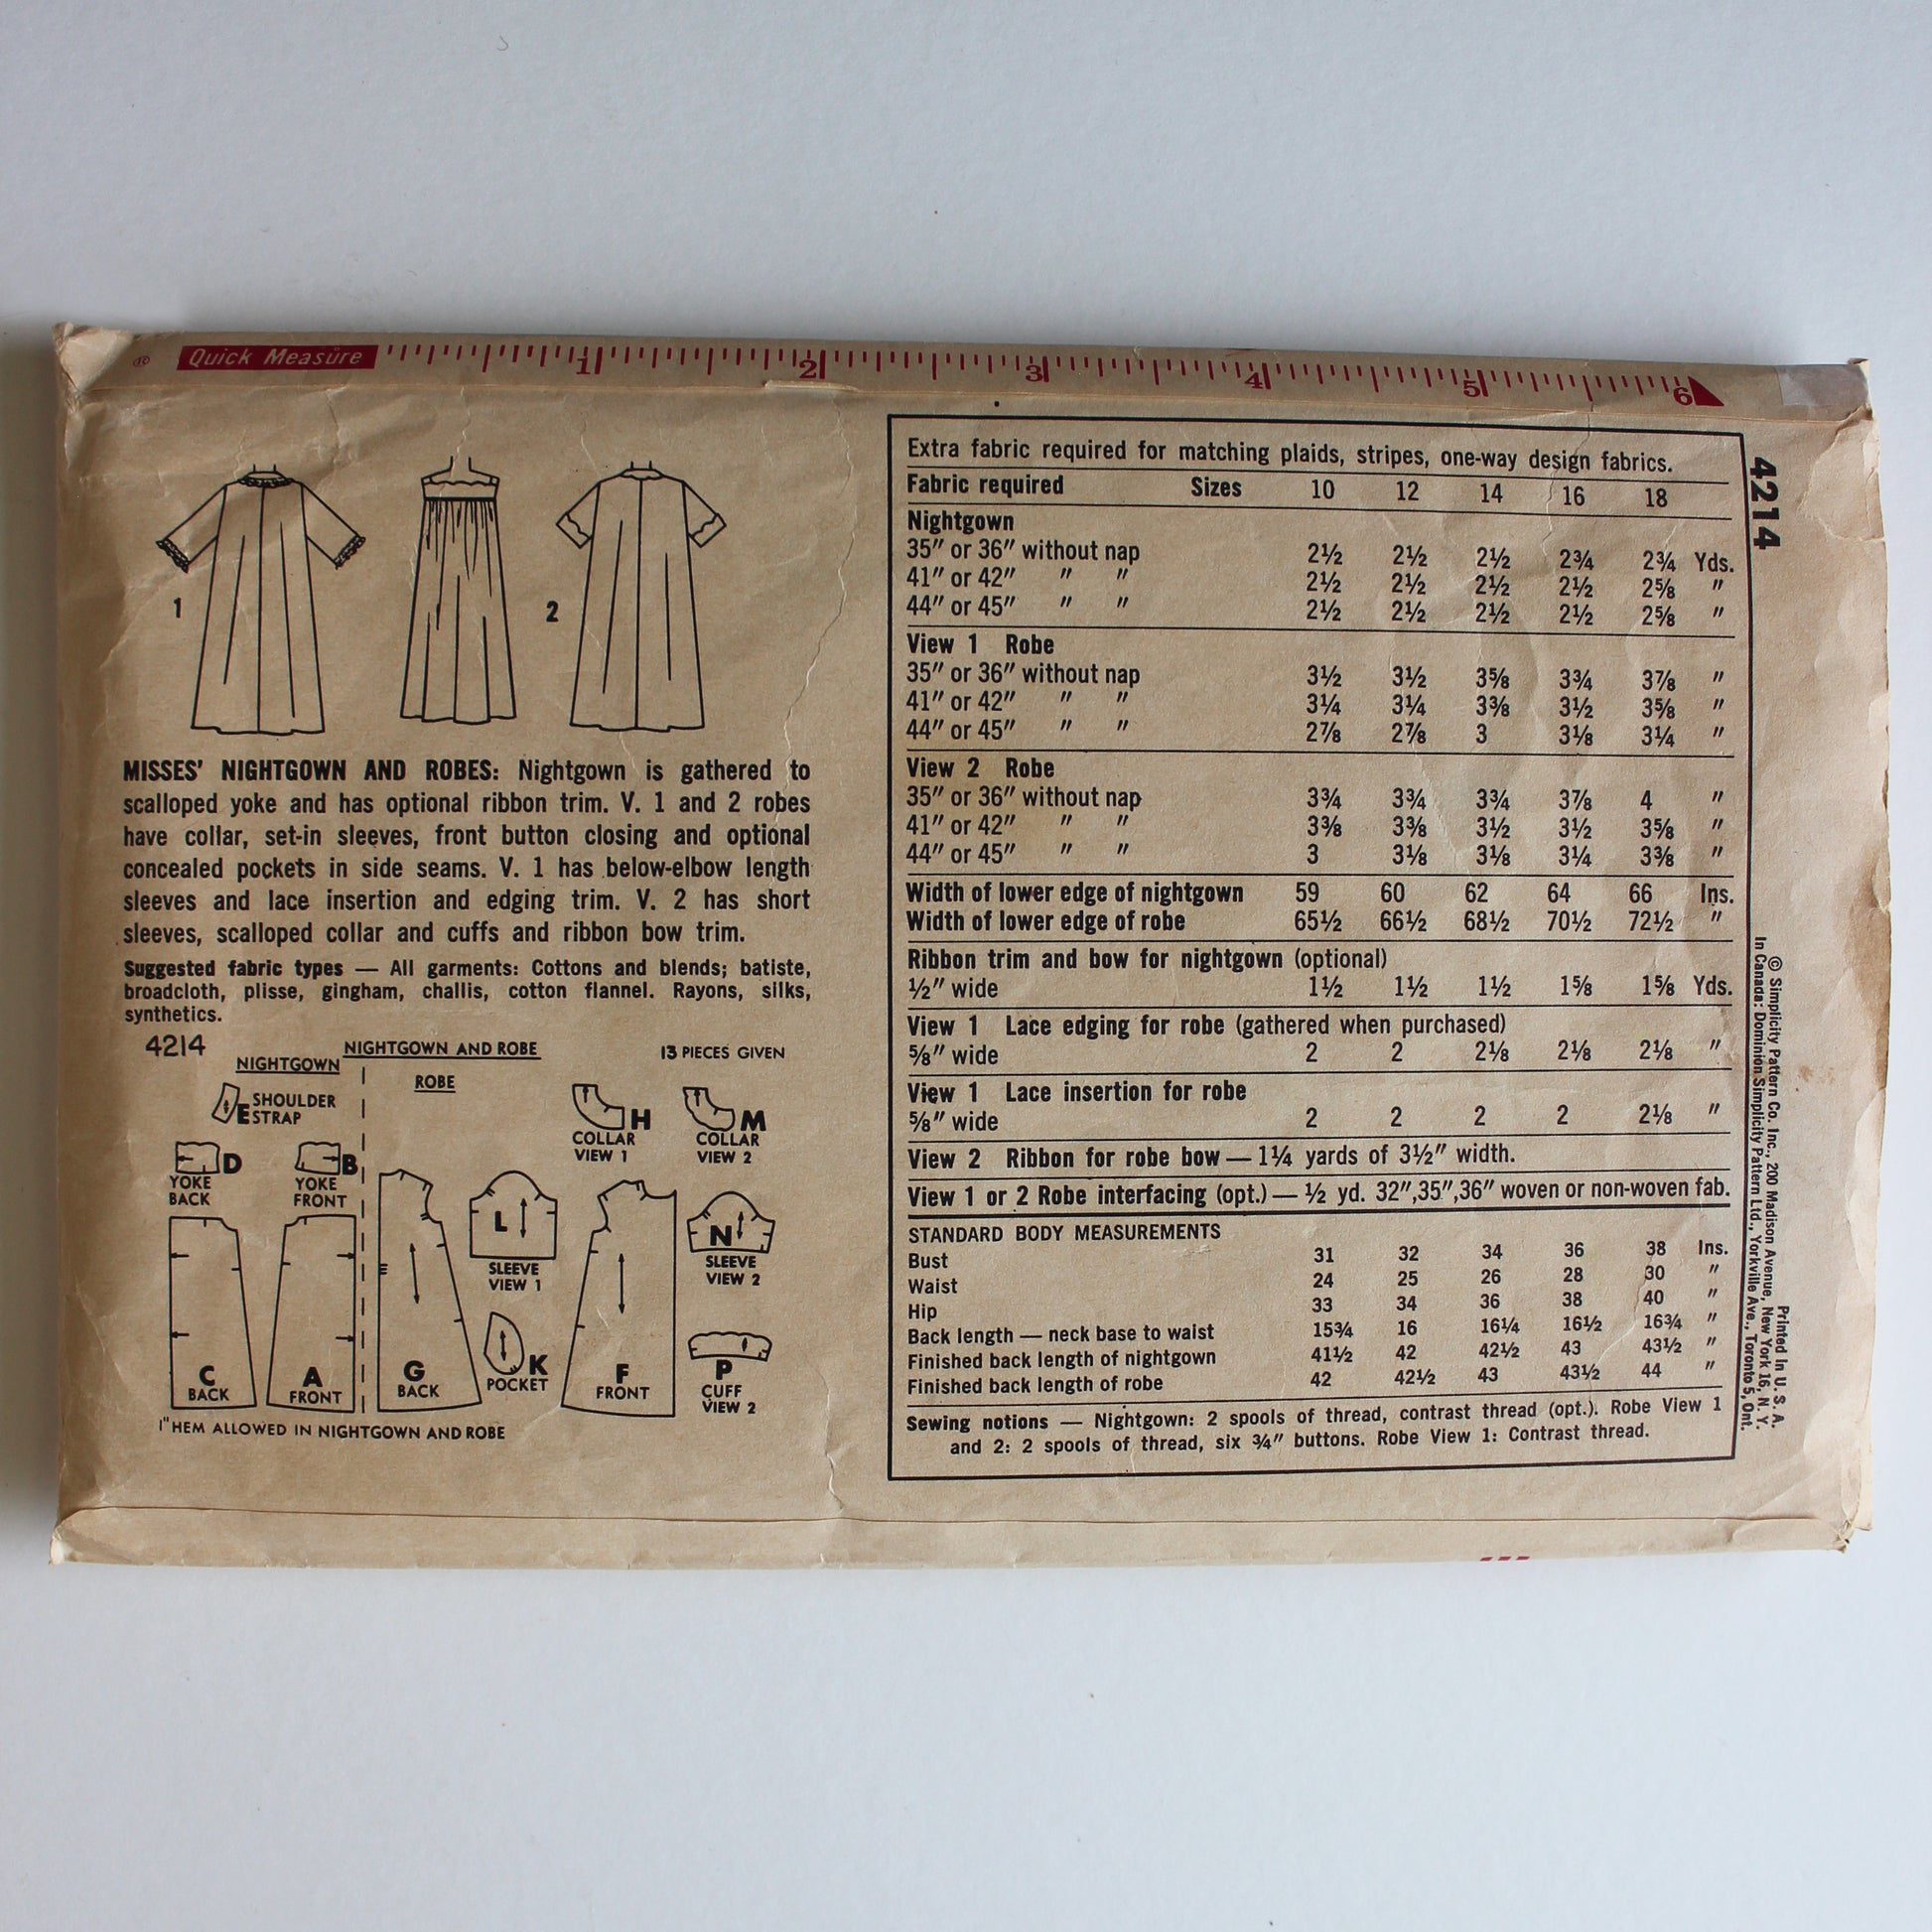 ® Quick Measure 1 2 3 4 5 6
1
2
MISSES' NIGHTGOWN AND ROBES: Nightgown is gathered to
scalloped yoke and has optional ribbon trim. V. 1 and 2 robes
have collar, set-in sleeves, front button closing and optional
concealed pockets in side seams. V. 1 has below-elbow length
sleeves and lace insertion and edging trim. V. 2 has short
sleeves, scalloped collar and cuffs and ribbon bow trim.
Suggested fabric types — All garments: Cottons and blends; batiste,
broadcloth, plisse, gingham, challis, cotton flannel. Rayons, silks,
synthetics.
4214
NIGHTGOWN AND ROBE
13 PIECES GIVEN
NIGHTGOWN
ROBE
E SHOULDER
STRAP
D
YOKE
BACK
B
YOKE
FRONT
C
BACK
A
FRONT
G
BACK
L
SLEEVE
VIEW 1
K
POCKET
H
COLLAR
VIEW 1
M
COLLAR
VIEW 2
F
FRONT
N
SLEEVE
VIEW 2
P
CUFF
VIEW 2
1" HEM ALLOWED IN NIGHTGOWN AND ROBE
Extra fabric required for matching plaids, stripes, one-way design fabrics.
Fabric required Sizes 10 12 14 16 18
Nightgown
35" or 36" without nap 2½ 2½ 2½ 2¾ 2¾ Yds.
41" or 42" " " 2½ 2½ 2½ 2½ 2⅝ "
44" or 45" " " 2½ 2½ 2½ 2½ 2⅝ "
View 1 Robe
35" or 36" without nap 3½ 3½ 3⅝ 3¾ 3⅞ "
41" or 42" " " 3¼ 3¼ 3⅜ 3½ 3⅝ "
44" or 45" " " 2⅞ 2⅞ 3 3⅛ 3¼ "
View 2 Robe
35" or 36" without nap 3¾ 3¾ 3¾ 3⅞ 4 "
41" or 42" " " 3⅜ 3⅜ 3½ 3½ 3⅝ "
44" or 45" " " 3 3⅛ 3⅛ 3¼ 3⅜ "
Width of lower edge of nightgown 59 60 62 64 66 Ins.
Width of lower edge of robe 65½ 66½ 68½ 70½ 72½ "
Ribbon trim and bow for nightgown (optional)
½" wide 1½ 1½ 1½ 1⅝ 1⅝ Yds.
View 1 Lace edging for robe (gathered when purchased)
⅝" wide 2 2 2⅛ 2⅛ 2⅛ "
View 1 Lace insertion for robe
⅝" wide 2 2 2 2 2⅛ "
View 2 Ribbon for robe bow — 1¼ yards of 3½" width.
View 1 or 2 Robe interfacing (opt.) — ½ yd. 32",35",36" woven or non-woven fab.
STANDARD BODY MEASUREMENTS
Bust 31 32 34 36 38 Ins.
Waist 24 25 26 28 30 "
Hip 33 34 36 38 40 "
Back length — neck base to waist 15¾ 16 16¼ 16½ 16¾ "
Finished back length of nightgown 41½ 42 42½ 43 43½ "
Finished back length of robe 42 42½ 43 43½ 44 "
Sewing notions — Nightgown: 2 spools of thread, contrast thread (opt.). Robe View 1
and 2: 2 spools of thread, six ¾" buttons. Robe View 1: Contrast thread.
4214
Printed in U. S. A.
© Simplicity Pattern Co. Inc., 200 Madison Avenue, New York 16, N. Y.
In Canada: Dominion Simplicity Pattern Ltd., Yorkville Ave., Toronto 5, Ont.